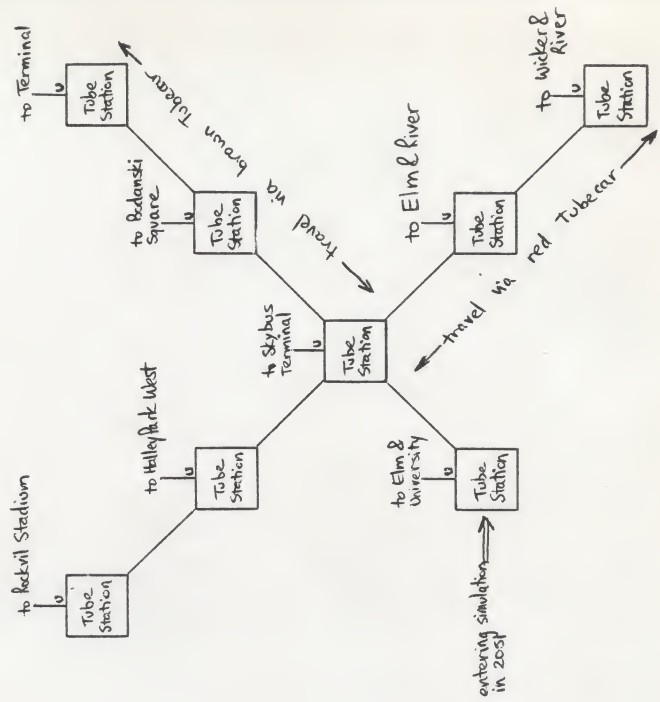 to Rockvil Stadium
U
Tube
Station
to Halley Park West
U
Tube
Station
to Skybus
Terminal
U
Tube
Station
to Bodanski
Square
U
Tube
Station
to Terminal
U
Tube
Station
travel via brown Tubecar
to Elm &
University
U
Tube
Station
entering simulation
in 2051
to Elm & River
U
Tube
Station
to Wicker &
River
U
Tube
Station
travel via red Tubecar